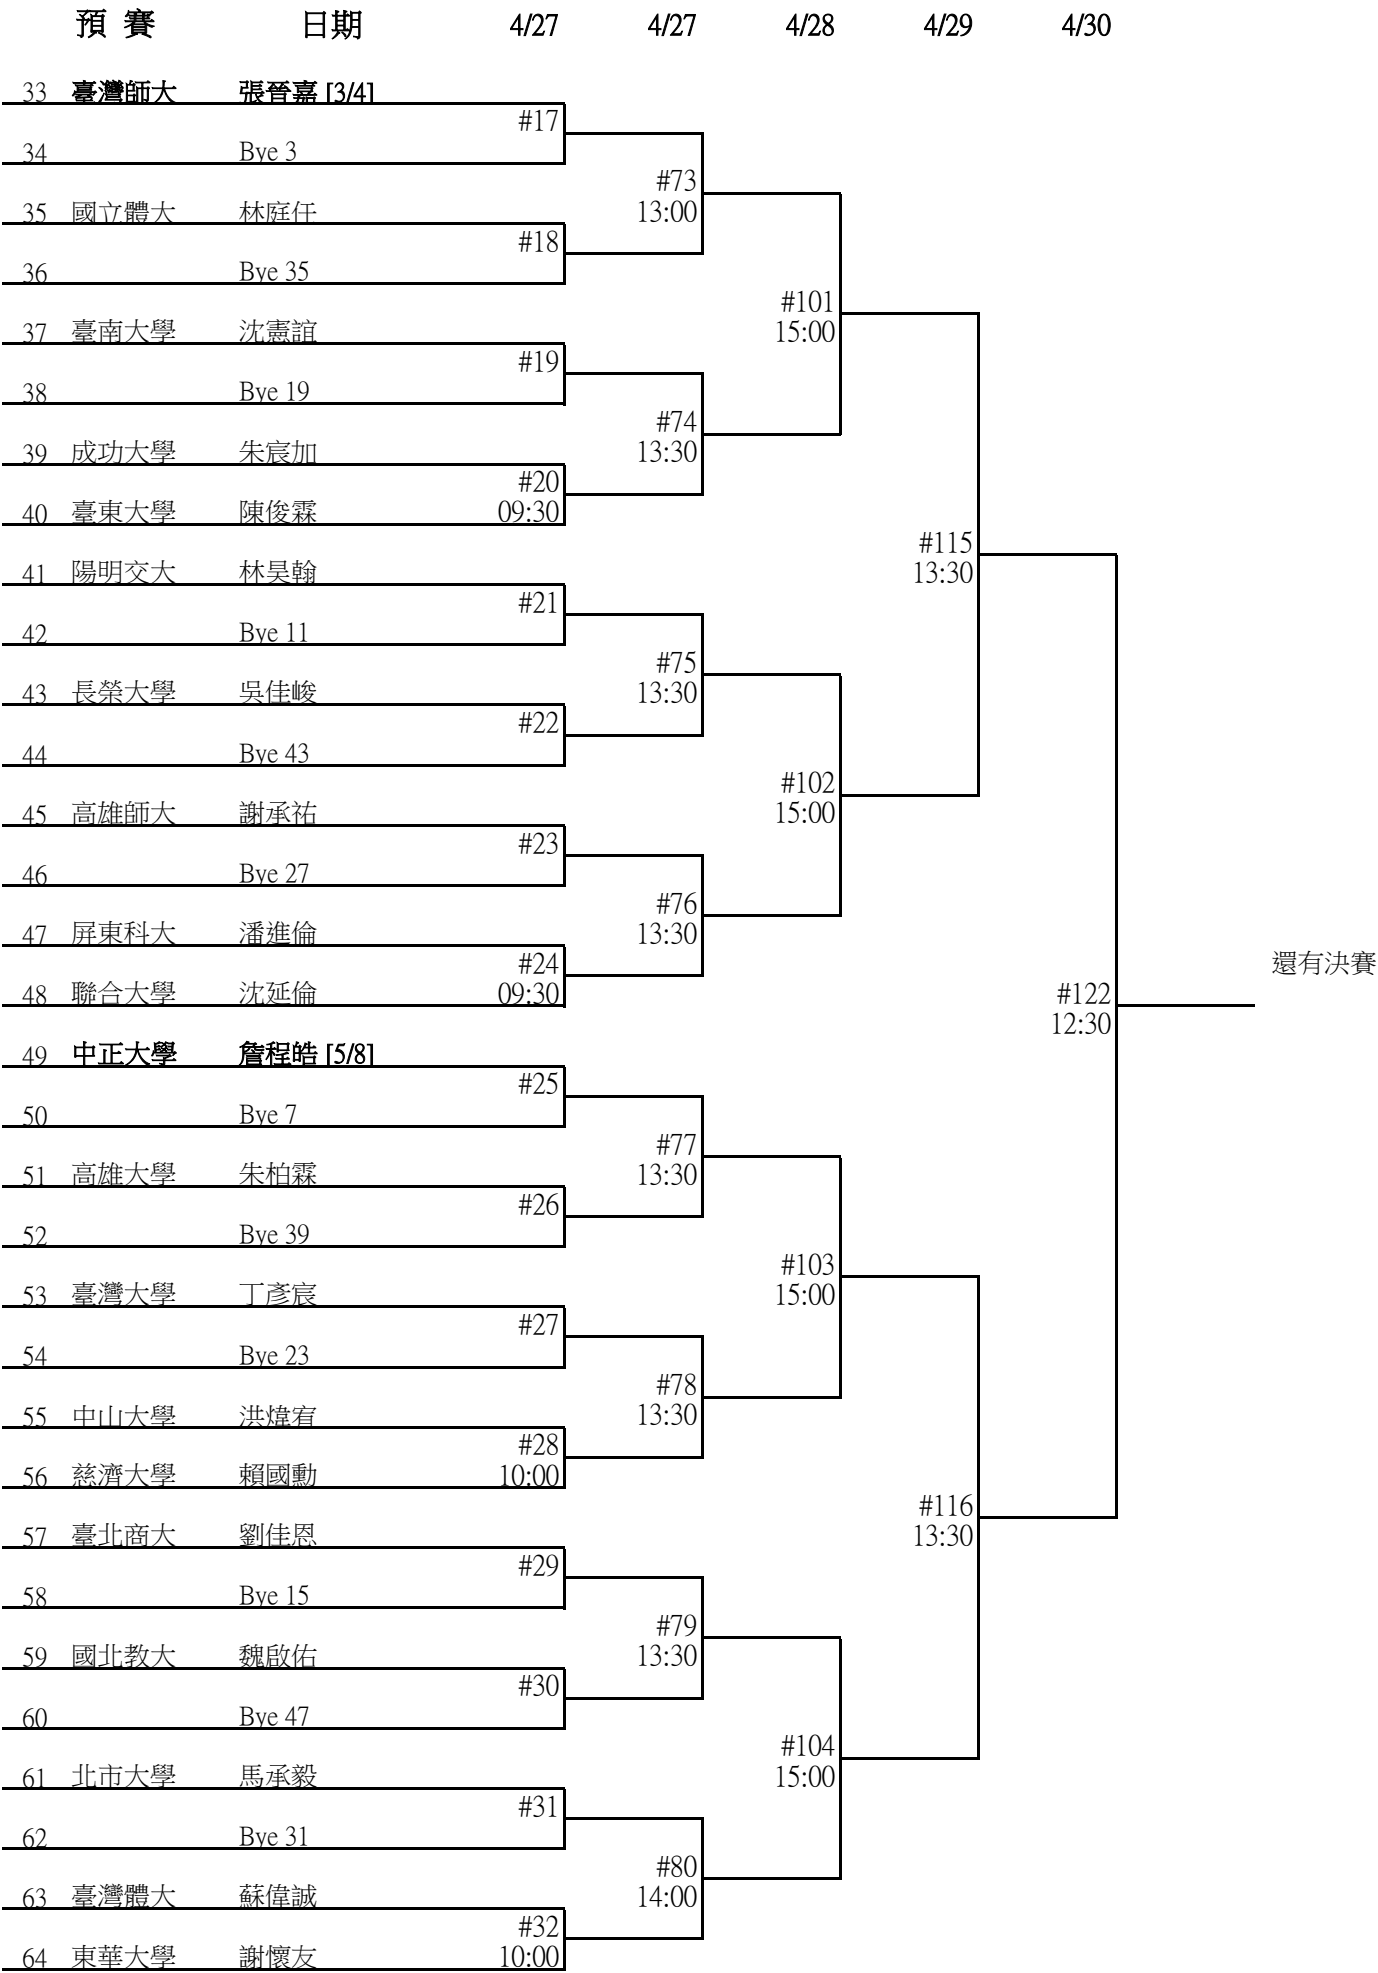 預 賽 日期 4/27 4/27 4/28 4/29 4/30
33 臺灣師大 張晉嘉 [3/4]
#17
34 Bye 3
#73
35 國立體大 林庭仟 13:00
#18
36 Bye 35
#101
37 臺南大學 沈憲誼 15:00
#19
38 Bye 19
#74
39 成功大學 朱宸加 13:30
#20
40 臺東大學 陳俊霖 09:30
#115
41 陽明交大 林昊翰 13:30
#21
42 Bye 11
#75
43 長榮大學 吳佳峻 13:30
#22
44 Bye 43
#102
45 高雄師大 謝承祐 15:00
#23
46 Bye 27
#76
47 屏東科大 潘進倫 13:30
#24 還有決賽
48 聯合大學 沈延倫 09:30 #122
12:30
49 中正大學 詹程皓 [5/8]
#25
50 Bye 7
#77
51 高雄大學 朱柏霖 13:30
#26
52 Bye 39
#103
53 臺灣大學 丁彥宸 15:00
#27
54 Bye 23
#78
55 中山大學 洪煒宥 13:30
#28
56 慈濟大學 賴國勳 10:00
#116
57 臺北商大 劉佳恩 13:30
#29
58 Bye 15
#79
59 國北教大 魏啟佑 13:30
#30
60 Bye 47
#104
61 北市大學 馬承毅 15:00
#31
62 Bye 31
#80
63 臺灣體大 蘇偉誠 14:00
#32
64 東華大學 謝懷友 10:00